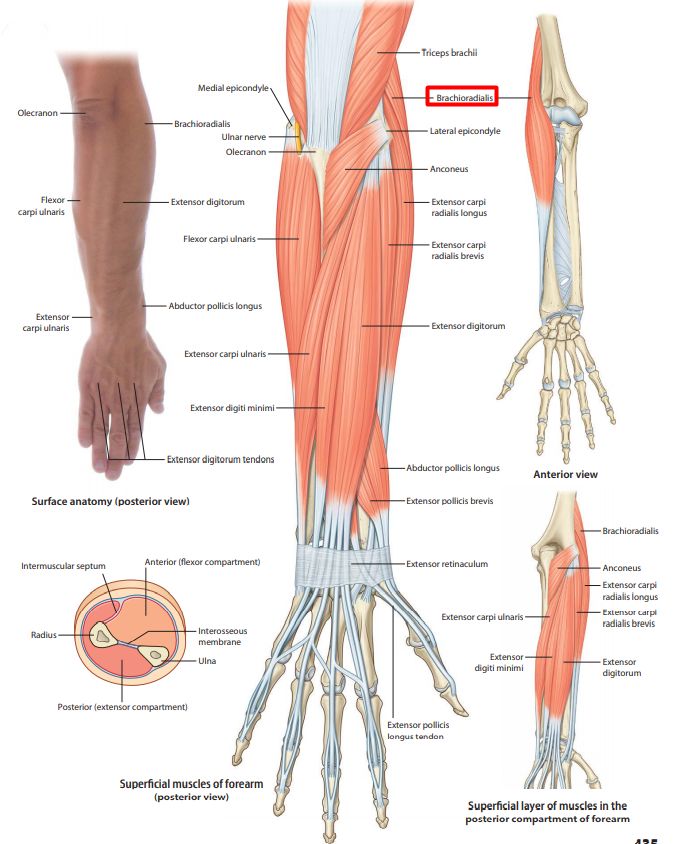 Olecranon
Brachioradialis
Flexor
carpi ulnaris
Extensor digitorum
Abductor pollicis longus
Extensor
carpi ulnaris
Extensor digitorum tendons
Surface anatomy (posterior view)
Triceps brachii
Medial epicondyle
Brachioradialis
Ulnar nerve
Lateral epicondyle
Olecranon
Anconeus
Extensor carpi
radialis longus
Flexor carpi ulnaris
Extensor carpi
radialis brevis
Extensor digitorum
Extensor carpi ulnaris
Extensor digiti minimi
Abductor pollicis longus
Extensor pollicis brevis
Extensor retinaculum
Extensor pollicis
longus tendon
Superficial muscles of forearm
(posterior view)
Anterior view
Intermuscular septum
Anterior (flexor compartment)
Radius
Interosseous
membrane
Ulna
Posterior (extensor compartment)
Brachioradialis
Anconeus
Extensor carpi
radialis longus
Extensor carpi ulnaris
Extensor carpi
radialis brevis
Extensor
digiti minimi
Extensor
digitorum
Superficial layer of muscles in the
posterior compartment of forearm